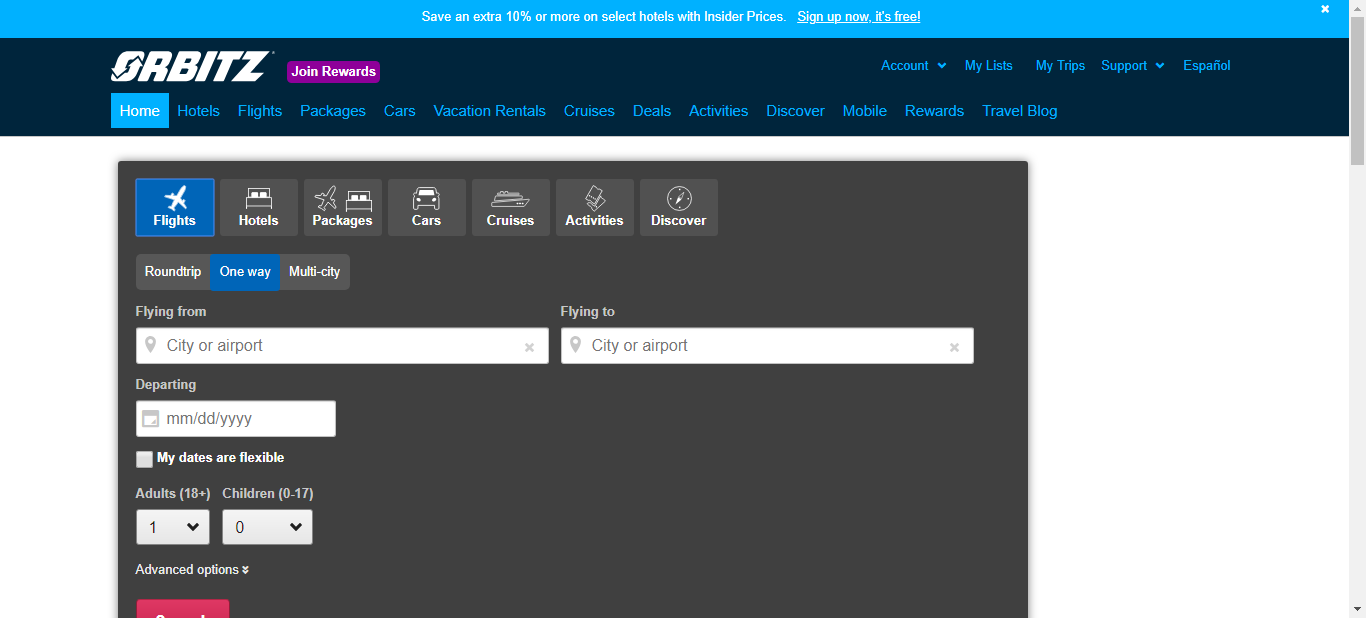 Save an extra 10% or more on select hotels with Insider Prices. Sign up now, it's free!
ORBITZ Join Rewards
Account My Lists My Trips Support Español
Home Hotels Flights Packages Cars Vacation Rentals Cruises Deals Activities Discover Mobile Rewards Travel Blog
Flights Hotels Packages Cars Cruises Activities Discover
Roundtrip One way Multi-city
Flying from Flying to
City or airport City or airport
Departing
mm/dd/yyyy
My dates are flexible
Adults (18+) Children (0-17)
1 0
Advanced options